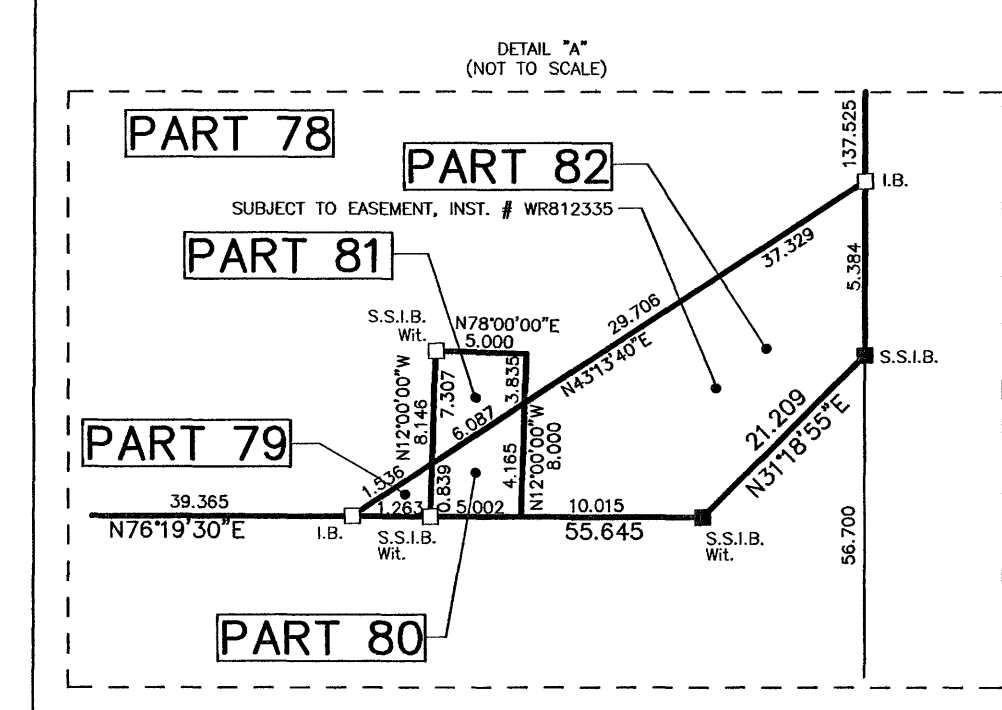 DETAIL "A"
(NOT TO SCALE)
PART 78
PART 82
137.525
I.B.
SUBJECT TO EASEMENT, INST. # WR812335
PART 81
37.329
5.384
29.706
N43°13'40"E
S.S.I.B.
Wit.
N78°00'00"E
5.000
S.S.I.B.
N12°00'00"W
8.146
7.307
3.835
6.087
21.209
N31°18'55"E
PART 79
1.536
0.839
4.165
N12°00'00"W
8.000
39.365
1.263
5.002
10.015
N76°19'30"E
55.645
I.B.
S.S.I.B.
Wit.
S.S.I.B.
Wit.
56.700
PART 80